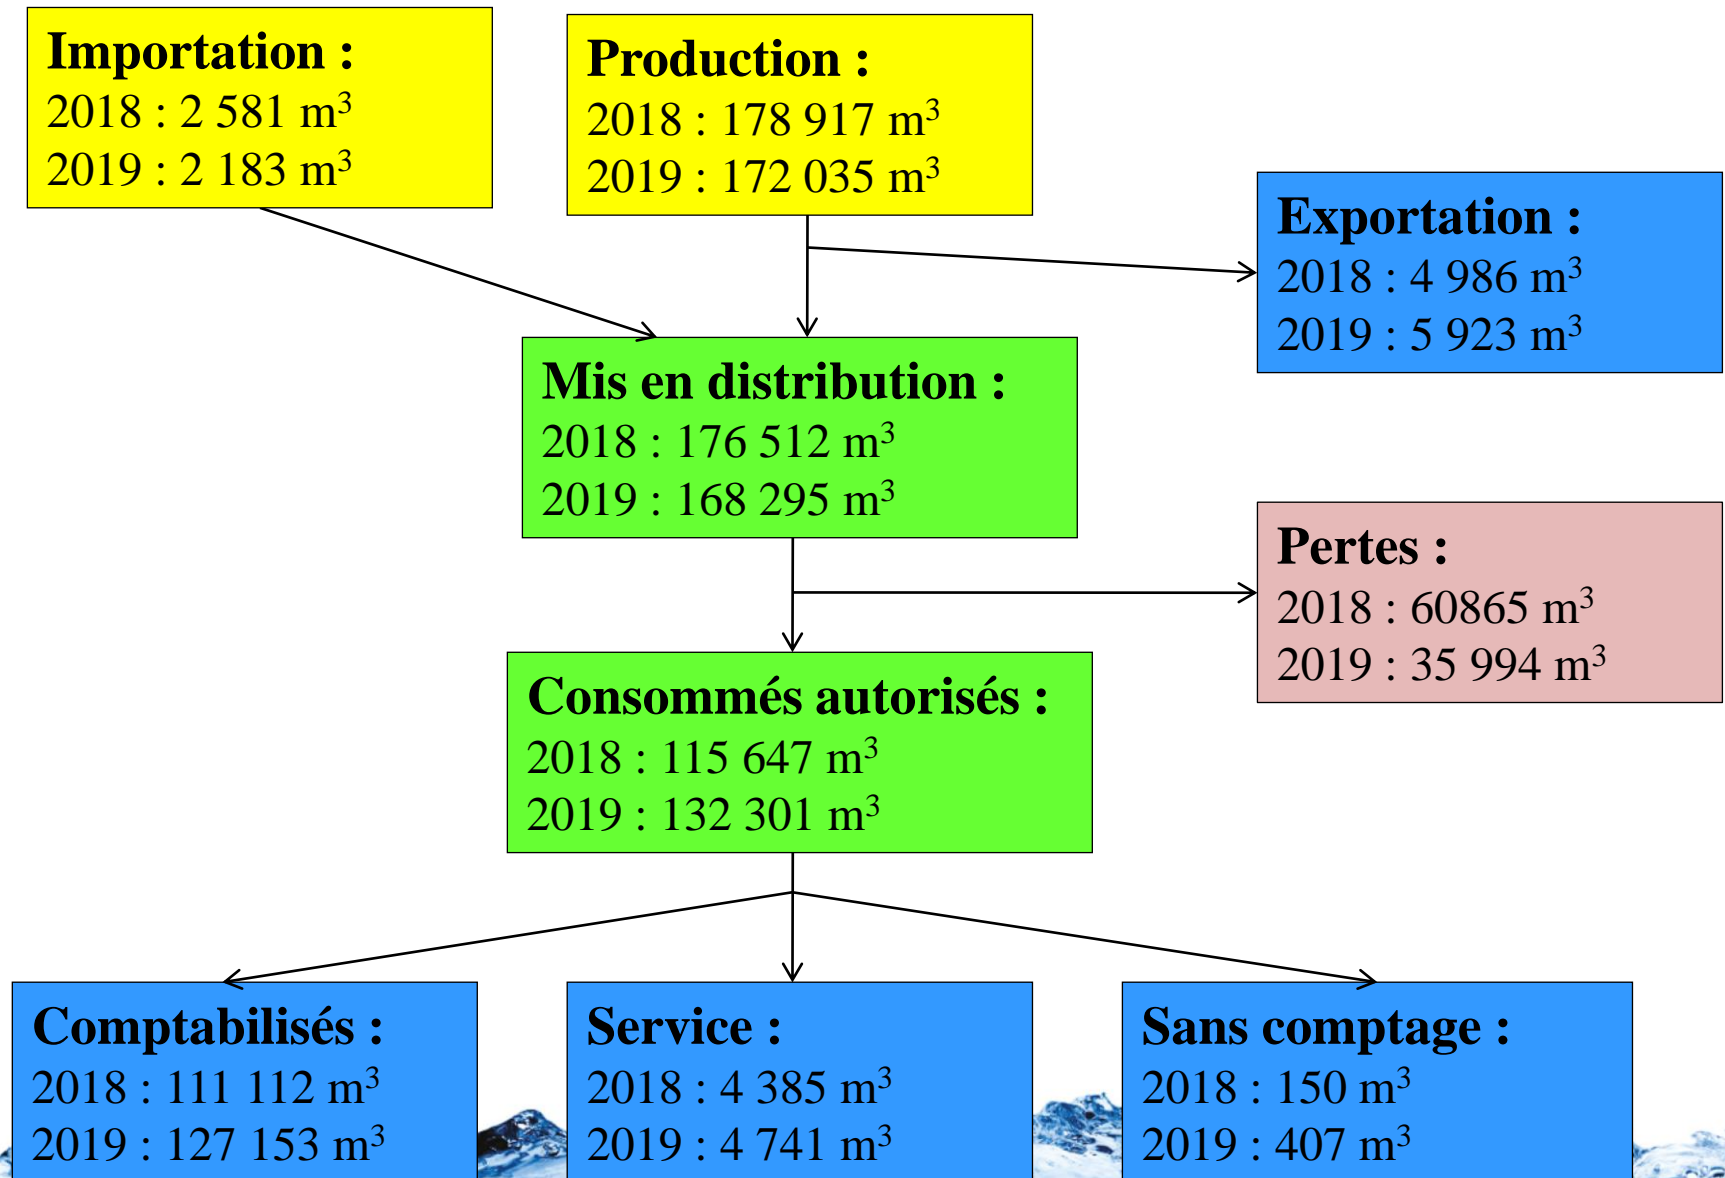 Importation :
2018 : 2 581 m³
2019 : 2 183 m³
Production :
2018 : 178 917 m³
2019 : 172 035 m³
Exportation :
2018 : 4 986 m³
2019 : 5 923 m³
Mis en distribution :
2018 : 176 512 m³
2019 : 168 295 m³
Pertes :
2018 : 60865 m³
2019 : 35 994 m³
Consommés autorisés :
2018 : 115 647 m³
2019 : 132 301 m³
Comptabilisés :
2018 : 111 112 m³
2019 : 127 153 m³
Service :
2018 : 4 385 m³
2019 : 4 741 m³
Sans comptage :
2018 : 150 m³
2019 : 407 m³